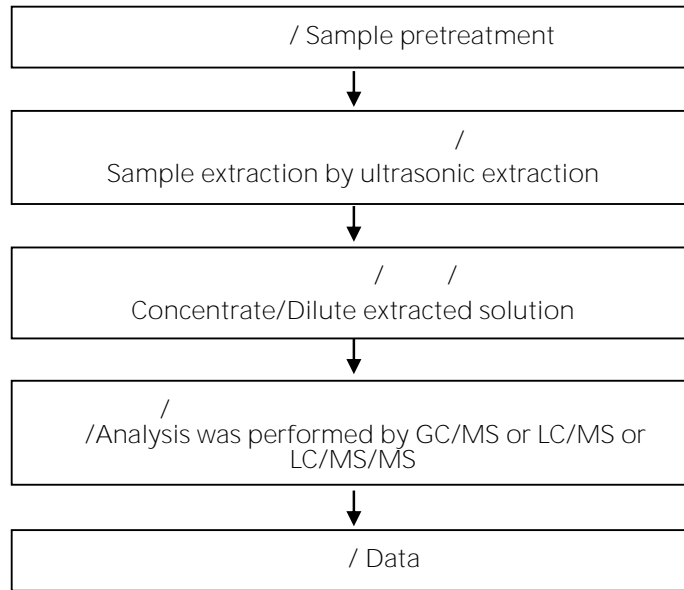 / Sample pretreatment
/
Sample extraction by ultrasonic extraction
/ /
Concentrate/Dilute extracted solution
/
/Analysis was performed by GC/MS or LC/MS or
LC/MS/MS
/ Data